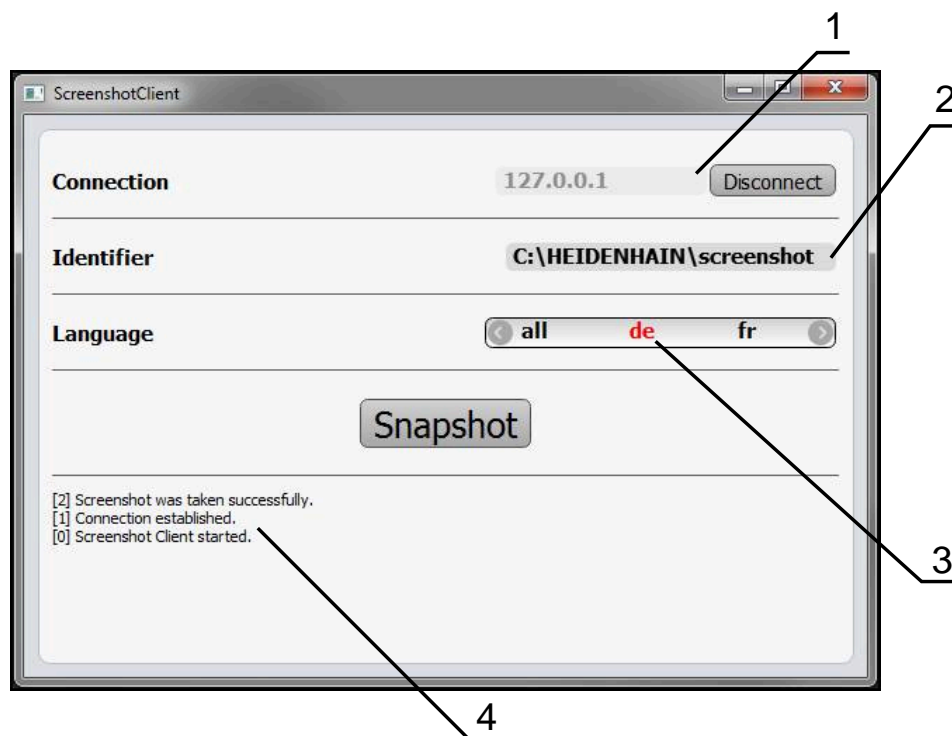 1
ScreenshotClient
2
Connection 127.0.0.1 Disconnect
Identifier C:\HEIDENHAIN\screenshot
Language all de fr
Snapshot
[2] Screenshot was taken successfully.
[1] Connection established.
[0] Screenshot Client started.
3
4